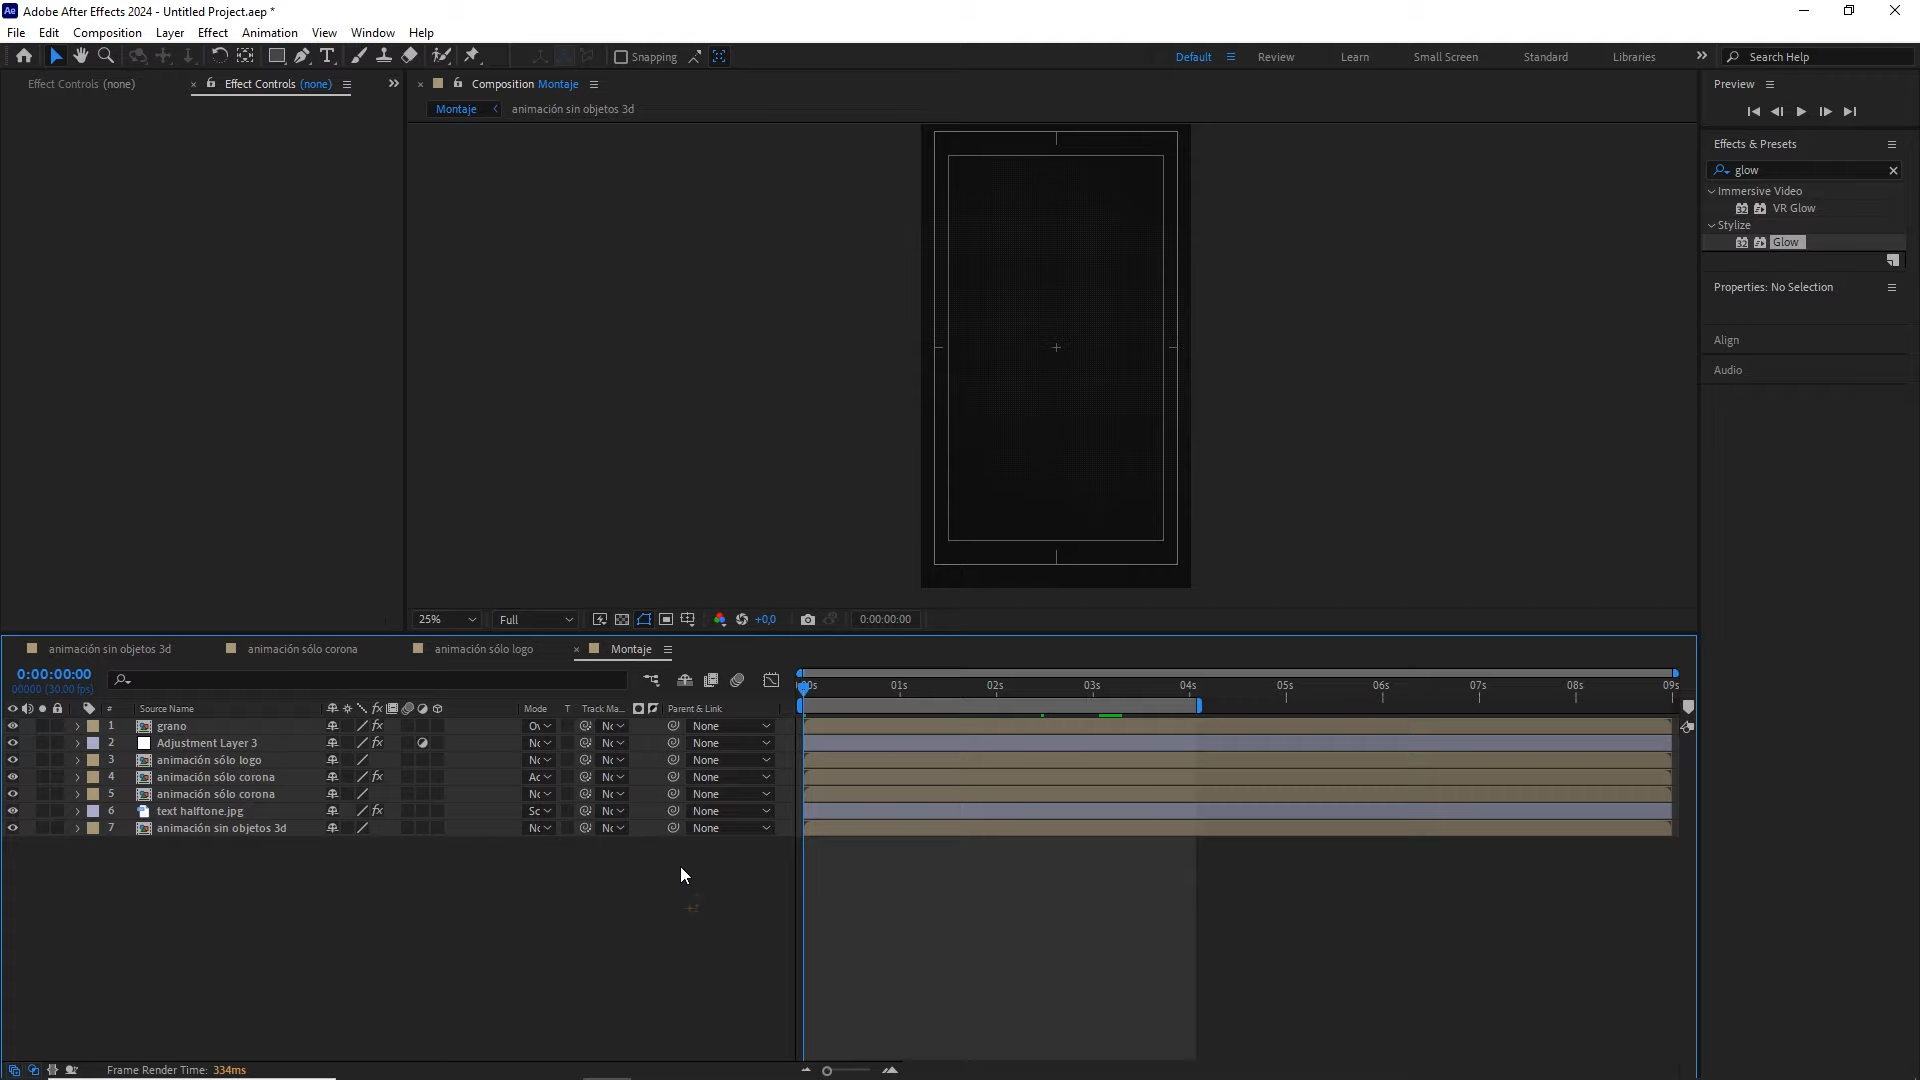 Adobe After Effects 2024 - Untitled Project.aep *
File Edit Composition Layer Effect Animation View Window Help
Snapping Default Review Learn Small Screen Standard Libraries Search Help
Effect Controls (none) Effect Controls (none) Composition Montaje
Montaje animación sin objetos 3d
Preview
Effects & Presets
glow
Immersive Video
VR Glow
Stylize
Glow
Properties: No Selection
Align
Audio
25% Full +0,0 0:00:00:00
animación sin objetos 3d animación sólo corona animación sólo logo Montaje
0:00:00:00
00000 (30.00 fps)
01s 02s 03s 04s 05s 06s 07s 08s 09s
# Source Name Mode T Track Ma... Parent & Link
1 grano None
2 Adjustment Layer 3 None
3 animación sólo logo None
4 animación sólo corona None
5 animación sólo corona None
6 text halftone.jpg None
7 animación sin objetos 3d None
Frame Render Time: 334ms